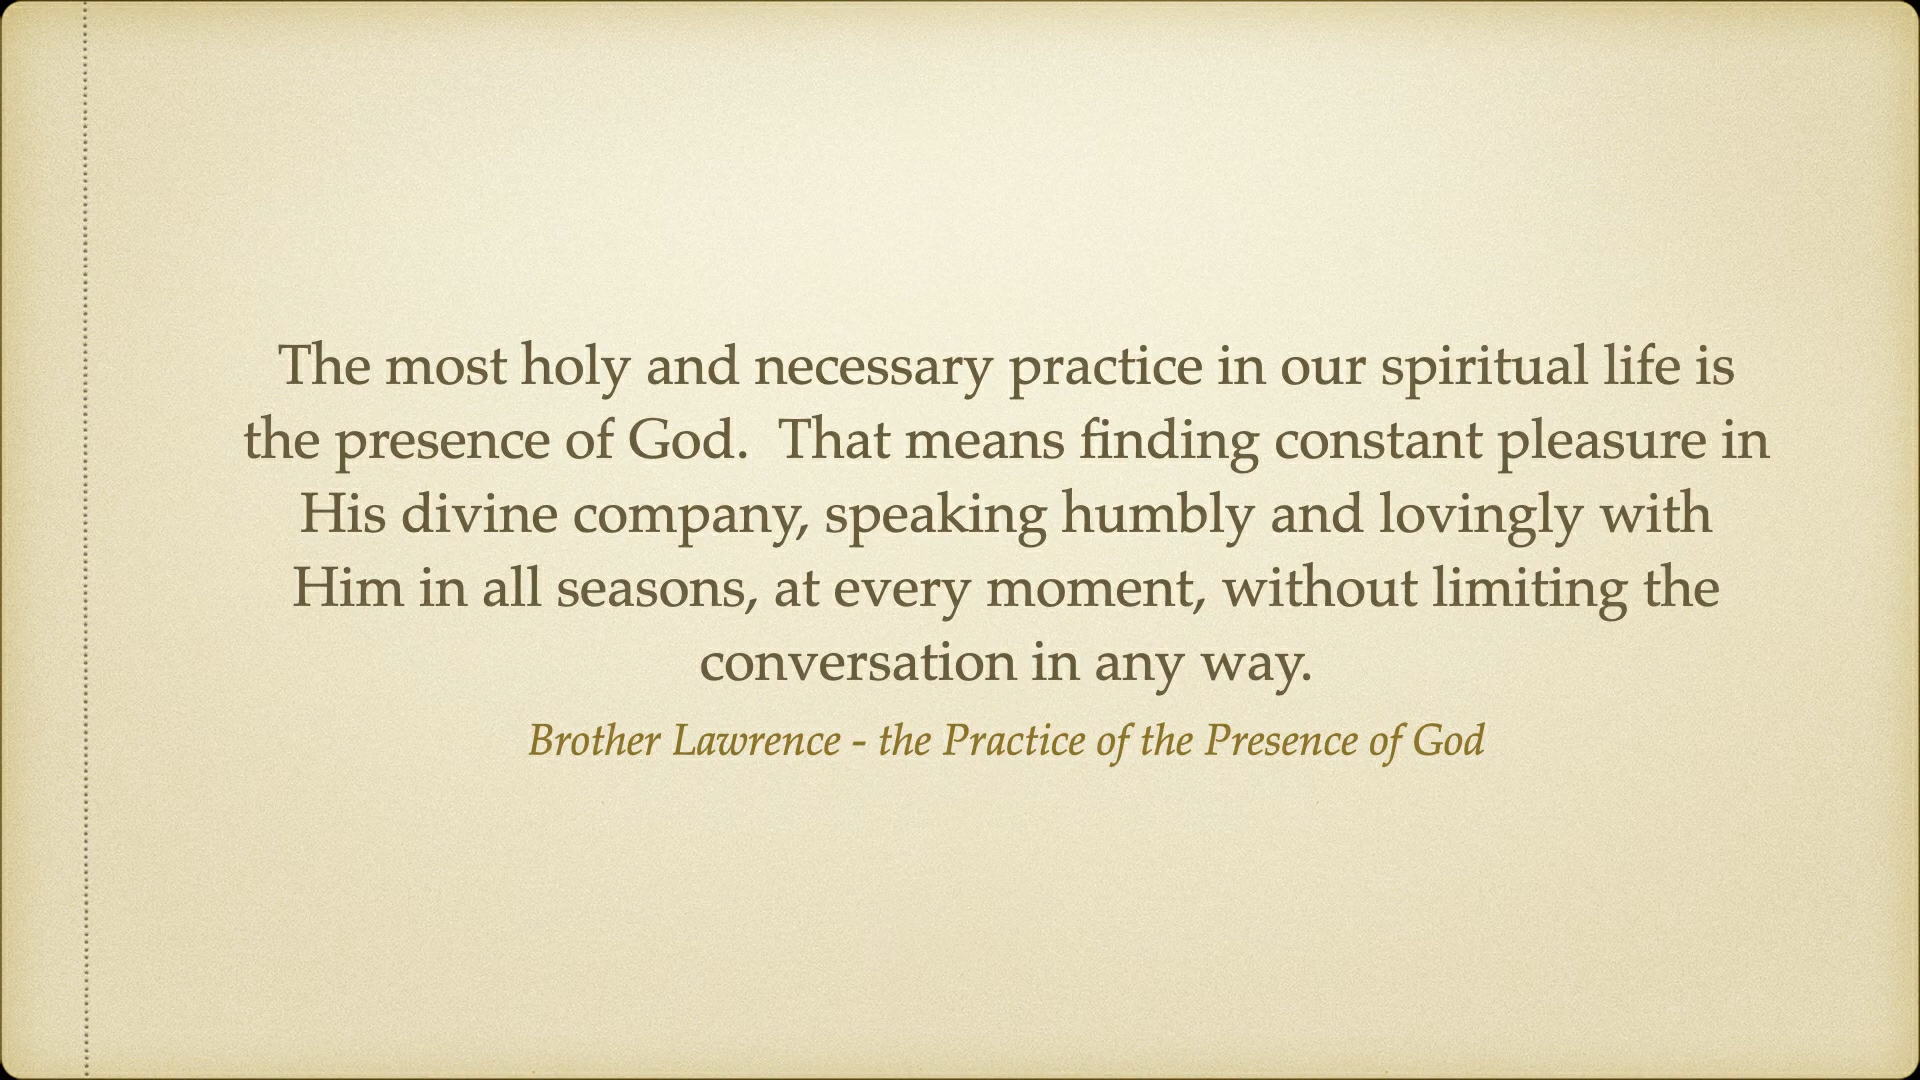 The most holy and necessary practice in our spiritual life is
the presence of God.  That means finding constant pleasure in
His divine company, speaking humbly and lovingly with
Him in all seasons, at every moment, without limiting the
conversation in any way.
Brother Lawrence - the Practice of the Presence of God